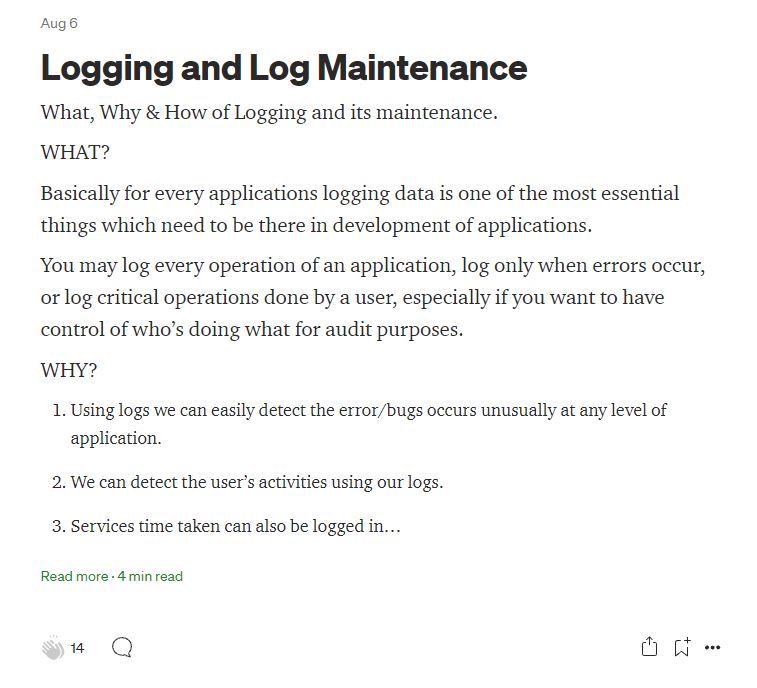 Aug 6
Logging and Log Maintenance
What, Why & How of Logging and its maintenance.
WHAT?
Basically for every applications logging data is one of the most essential
things which need to be there in development of applications.
You may log every operation of an application, log only when errors occur,
or log critical operations done by a user, especially if you want to have
control of who’s doing what for audit purposes.
WHY?
1. Using logs we can easily detect the error/bugs occurs unusually at any level of
application.
2. We can detect the user’s activities using our logs.
3. Services time taken can also be logged in…
Read more · 4 min read
14